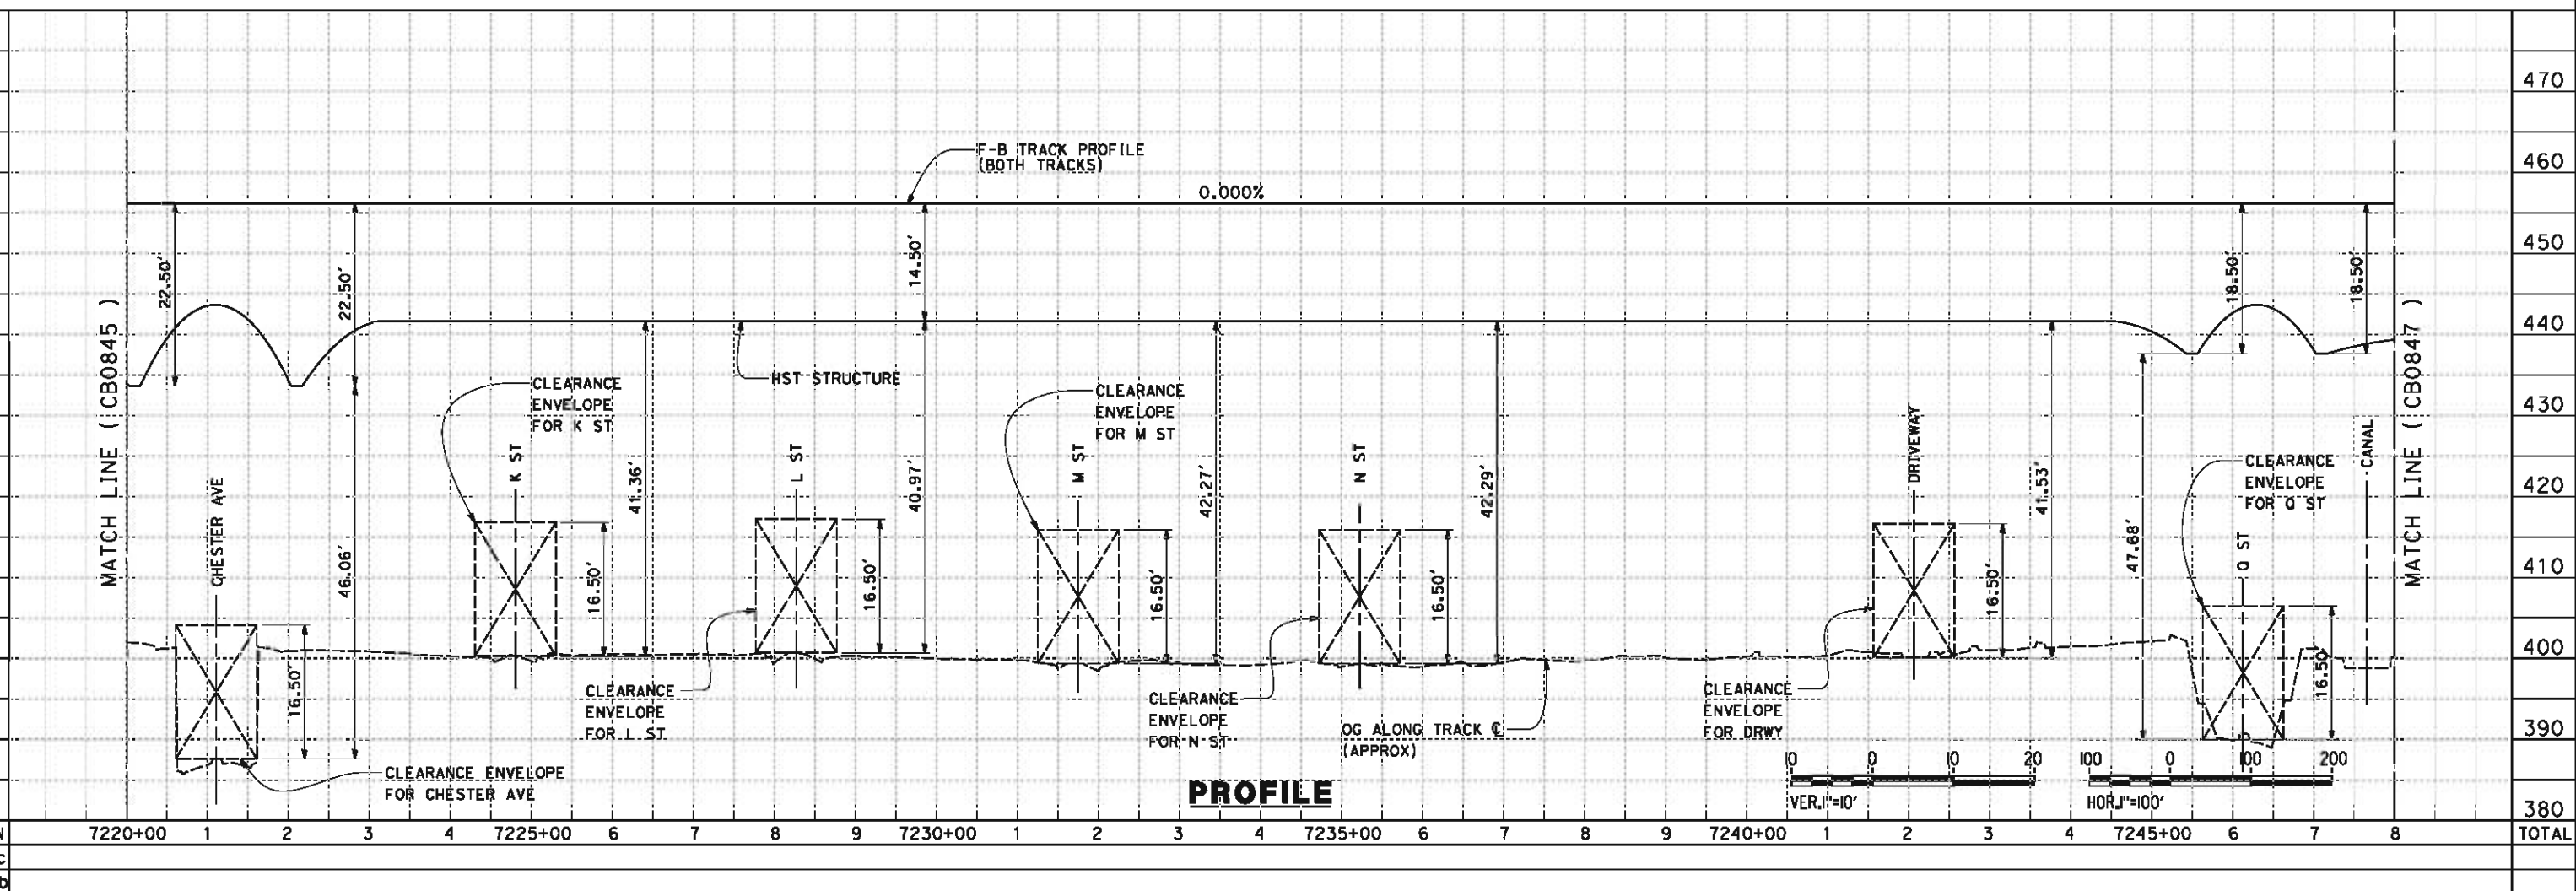 470
F-B TRACK PROFILE
(BOTH TRACKS)
460
0.000%
450
22.50'
22.50'
14.50'
18.50'
18.50'
440
MATCH LINE ( CB0845 )
MATCH LINE ( CB0847 )
HST STRUCTURE
CLEARANCE
ENVELOPE
FOR K ST
CLEARANCE
ENVELOPE
FOR M ST
430
CHESTER AVE
K ST
L ST
M ST
N ST
DRIVEWAY
CANAL
CLEARANCE
ENVELOPE
FOR Q ST
Q ST
420
46.06'
41.36'
40.97'
42.27'
42.29'
41.53'
47.68'
410
16.50'
16.50'
16.50'
16.50'
16.50'
16.50'
16.50'
400
CLEARANCE
ENVELOPE
FOR L ST
CLEARANCE
ENVELOPE
FOR N ST
OG ALONG TRACK ℄
(APPROX)
CLEARANCE
ENVELOPE
FOR DRWY
390
CLEARANCE ENVELOPE
FOR CHESTER AVE
PROFILE
10 0 10 20
VER.1"=10'
100 0 100 200
HOR.1"=100'
380
7220+00 1 2 3 4 7225+00 6 7 8 9 7230+00 1 2 3 4 7235+00 6 7 8 9 7240+00 1 2 3 4 7245+00 6 7 8 TOTAL